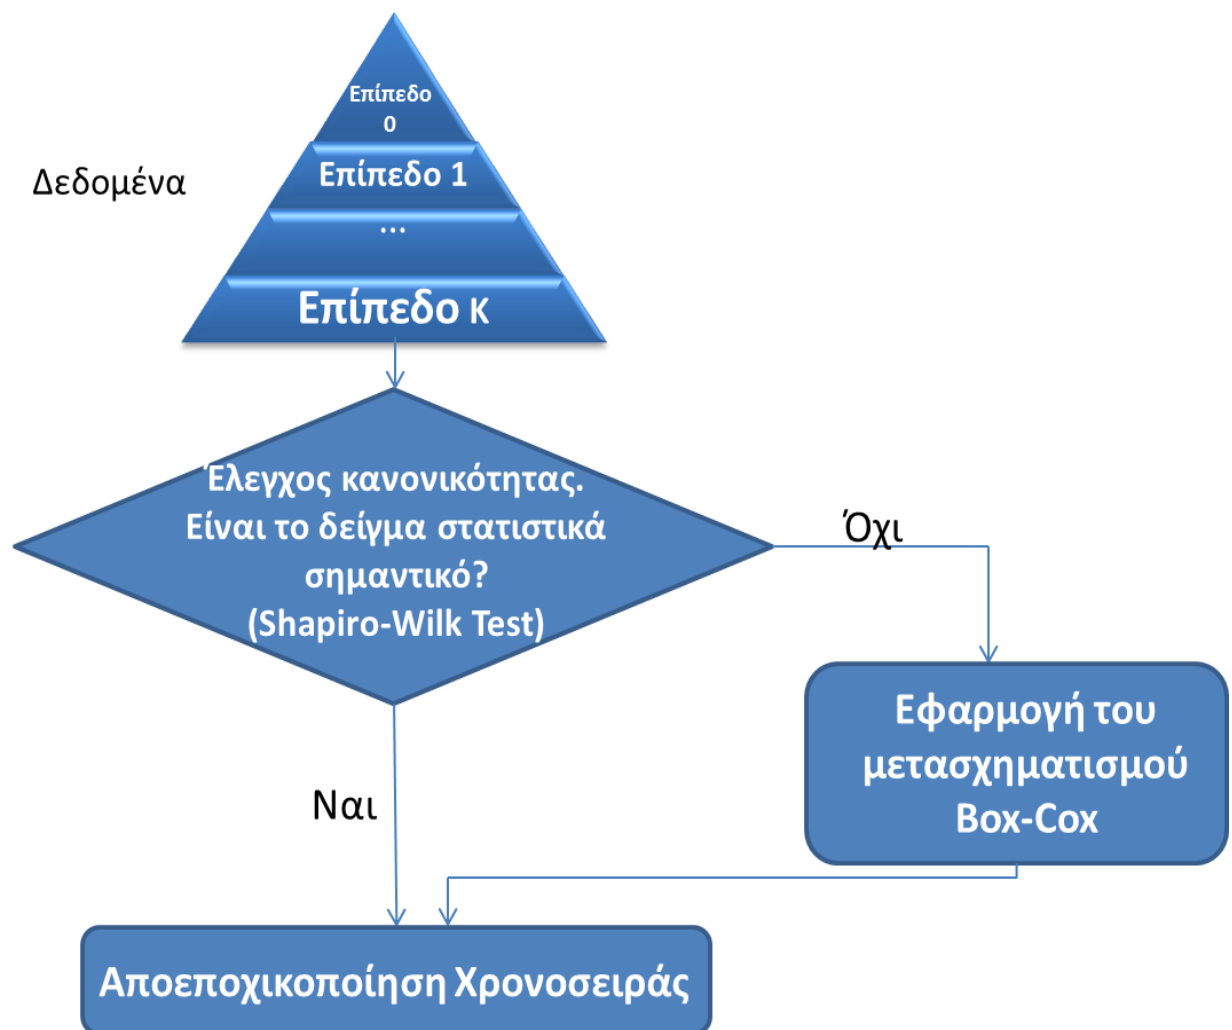 Επίπεδο
0
Δεδομένα
Επίπεδο 1
...
Επίπεδο Κ
Έλεγχος κανονικότητας.
Είναι το δείγμα στατιστικά
σημαντικό?
(Shapiro-Wilk Test)
Όχι
Εφαρμογή του
μετασχηματισμού
Box-Cox
Ναι
Αποεποχικοποίηση Χρονοσειράς